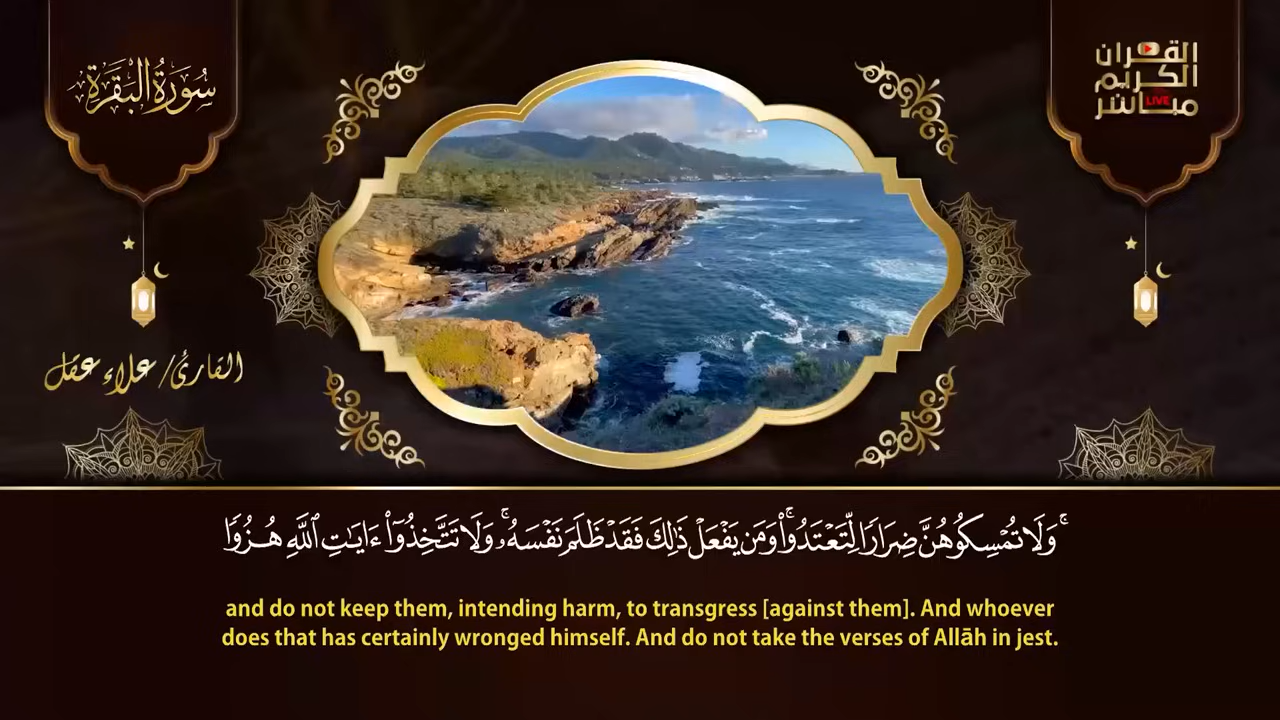 سُورَةُ البَقَرَةِ
القرآن
الكريم
مباشر
LIVE
القارئ/ علاء عقل
ۚ وَلَا تُمْسِكُوهُنَّ ضِرَارًا لِّتَعْتَدُوا۟ ۚ وَمَن يَفْعَلْ ذَٰلِكَ فَقَدْ ظَلَمَ نَفْسَهُۥ ۚ وَلَا تَتَّخِذُوٓا۟ ءَايَـٰتِ ٱللَّهِ هُـزُوًا
and do not keep them, intending harm, to transgress [against them]. And whoever
does that has certainly wronged himself. And do not take the verses of Allāh in jest.